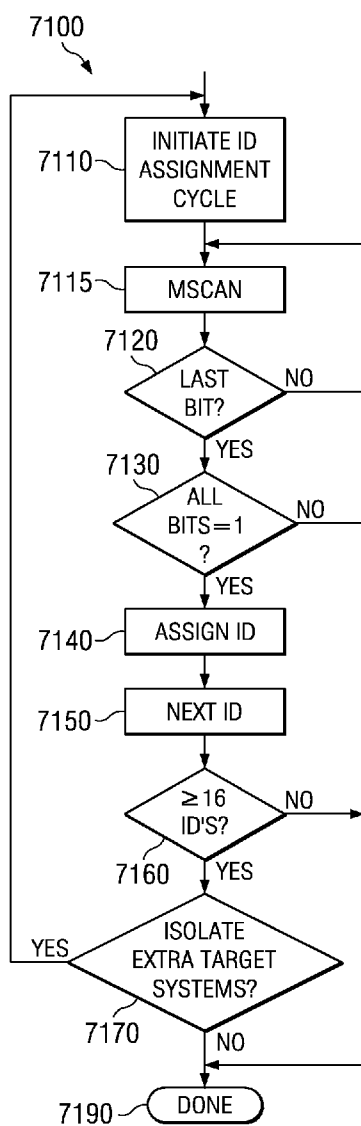 7100
7110
INITIATE ID
ASSIGNMENT
CYCLE
7115
MSCAN
7120
LAST
BIT?
NO
YES
7130
ALL
BITS=1
?
NO
YES
7140
ASSIGN ID
7150
NEXT ID
≥ 16
ID'S?
NO
7160
YES
YES
ISOLATE
EXTRA TARGET
SYSTEMS?
7170
NO
7190
DONE